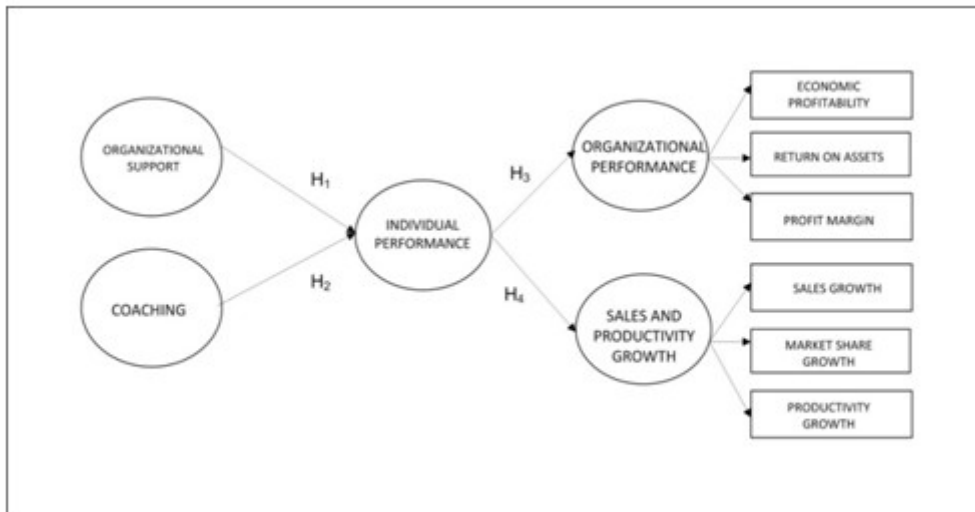 ORGANIZATIONAL
SUPPORT
COACHING
H₁
H₂
INDIVIDUAL
PERFORMANCE
H₃
H₄
ORGANIZATIONAL
PERFORMANCE
SALES AND
PRODUCTIVITY
GROWTH
ECONOMIC
PROFITABILITY
RETURN ON ASSETS
PROFIT MARGIN
SALES GROWTH
MARKET SHARE
GROWTH
PRODUCTIVITY
GROWTH